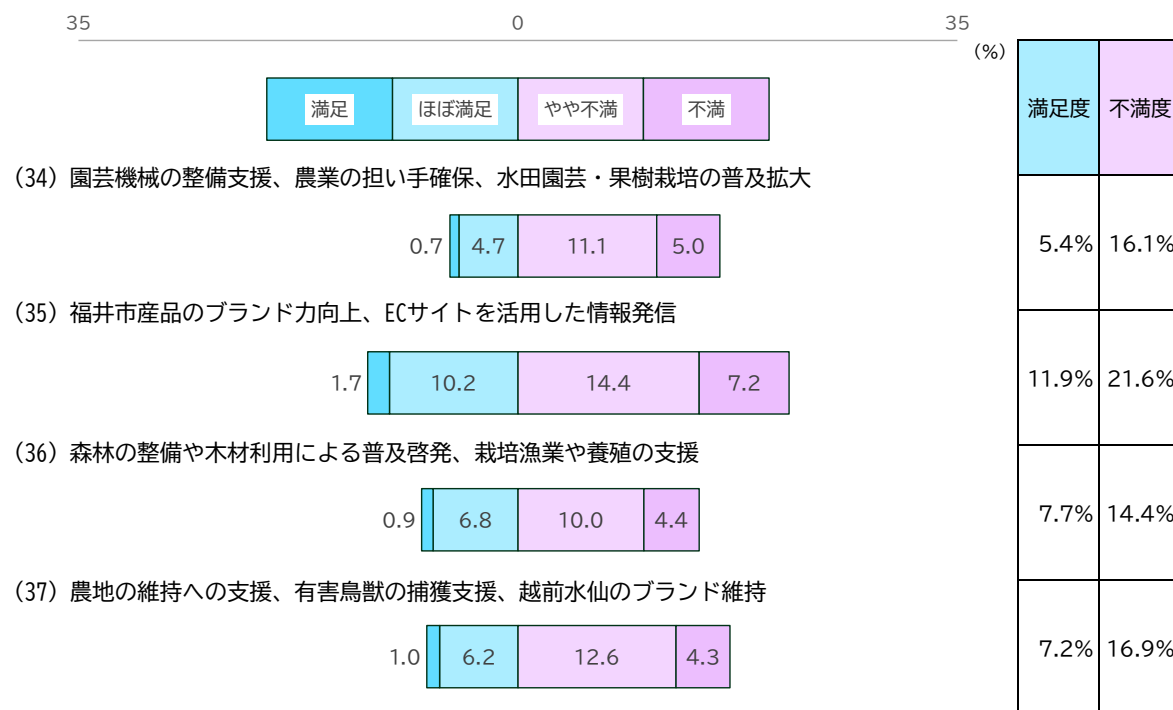 35 0 35
(%)
満足 ほぼ満足 やや不満 不満 満足度 不満度
(34) 園芸機械の整備支援、農業の担い手確保、水田園芸・果樹栽培の普及拡大
0.7 4.7 11.1 5.0 5.4% 16.1%
(35) 福井市産品のブランド力向上、ECサイトを活用した情報発信
1.7 10.2 14.4 7.2 11.9% 21.6%
(36) 森林の整備や木材利用による普及啓発、栽培漁業や養殖の支援
0.9 6.8 10.0 4.4 7.7% 14.4%
(37) 農地の維持への支援、有害鳥獣の捕獲支援、越前水仙のブランド維持
1.0 6.2 12.6 4.3 7.2% 16.9%